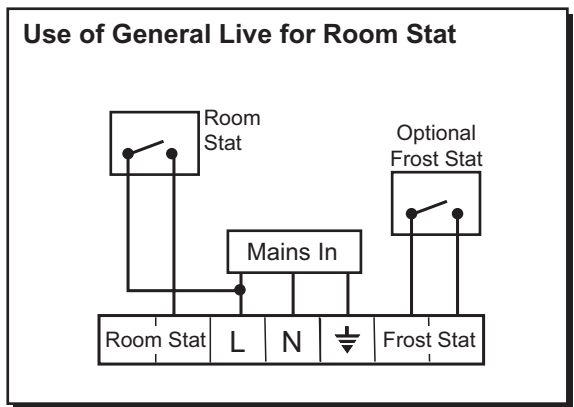 Use of General Live for Room Stat
Room
Stat
Optional
Frost Stat
Mains In
Room Stat L N Frost Stat